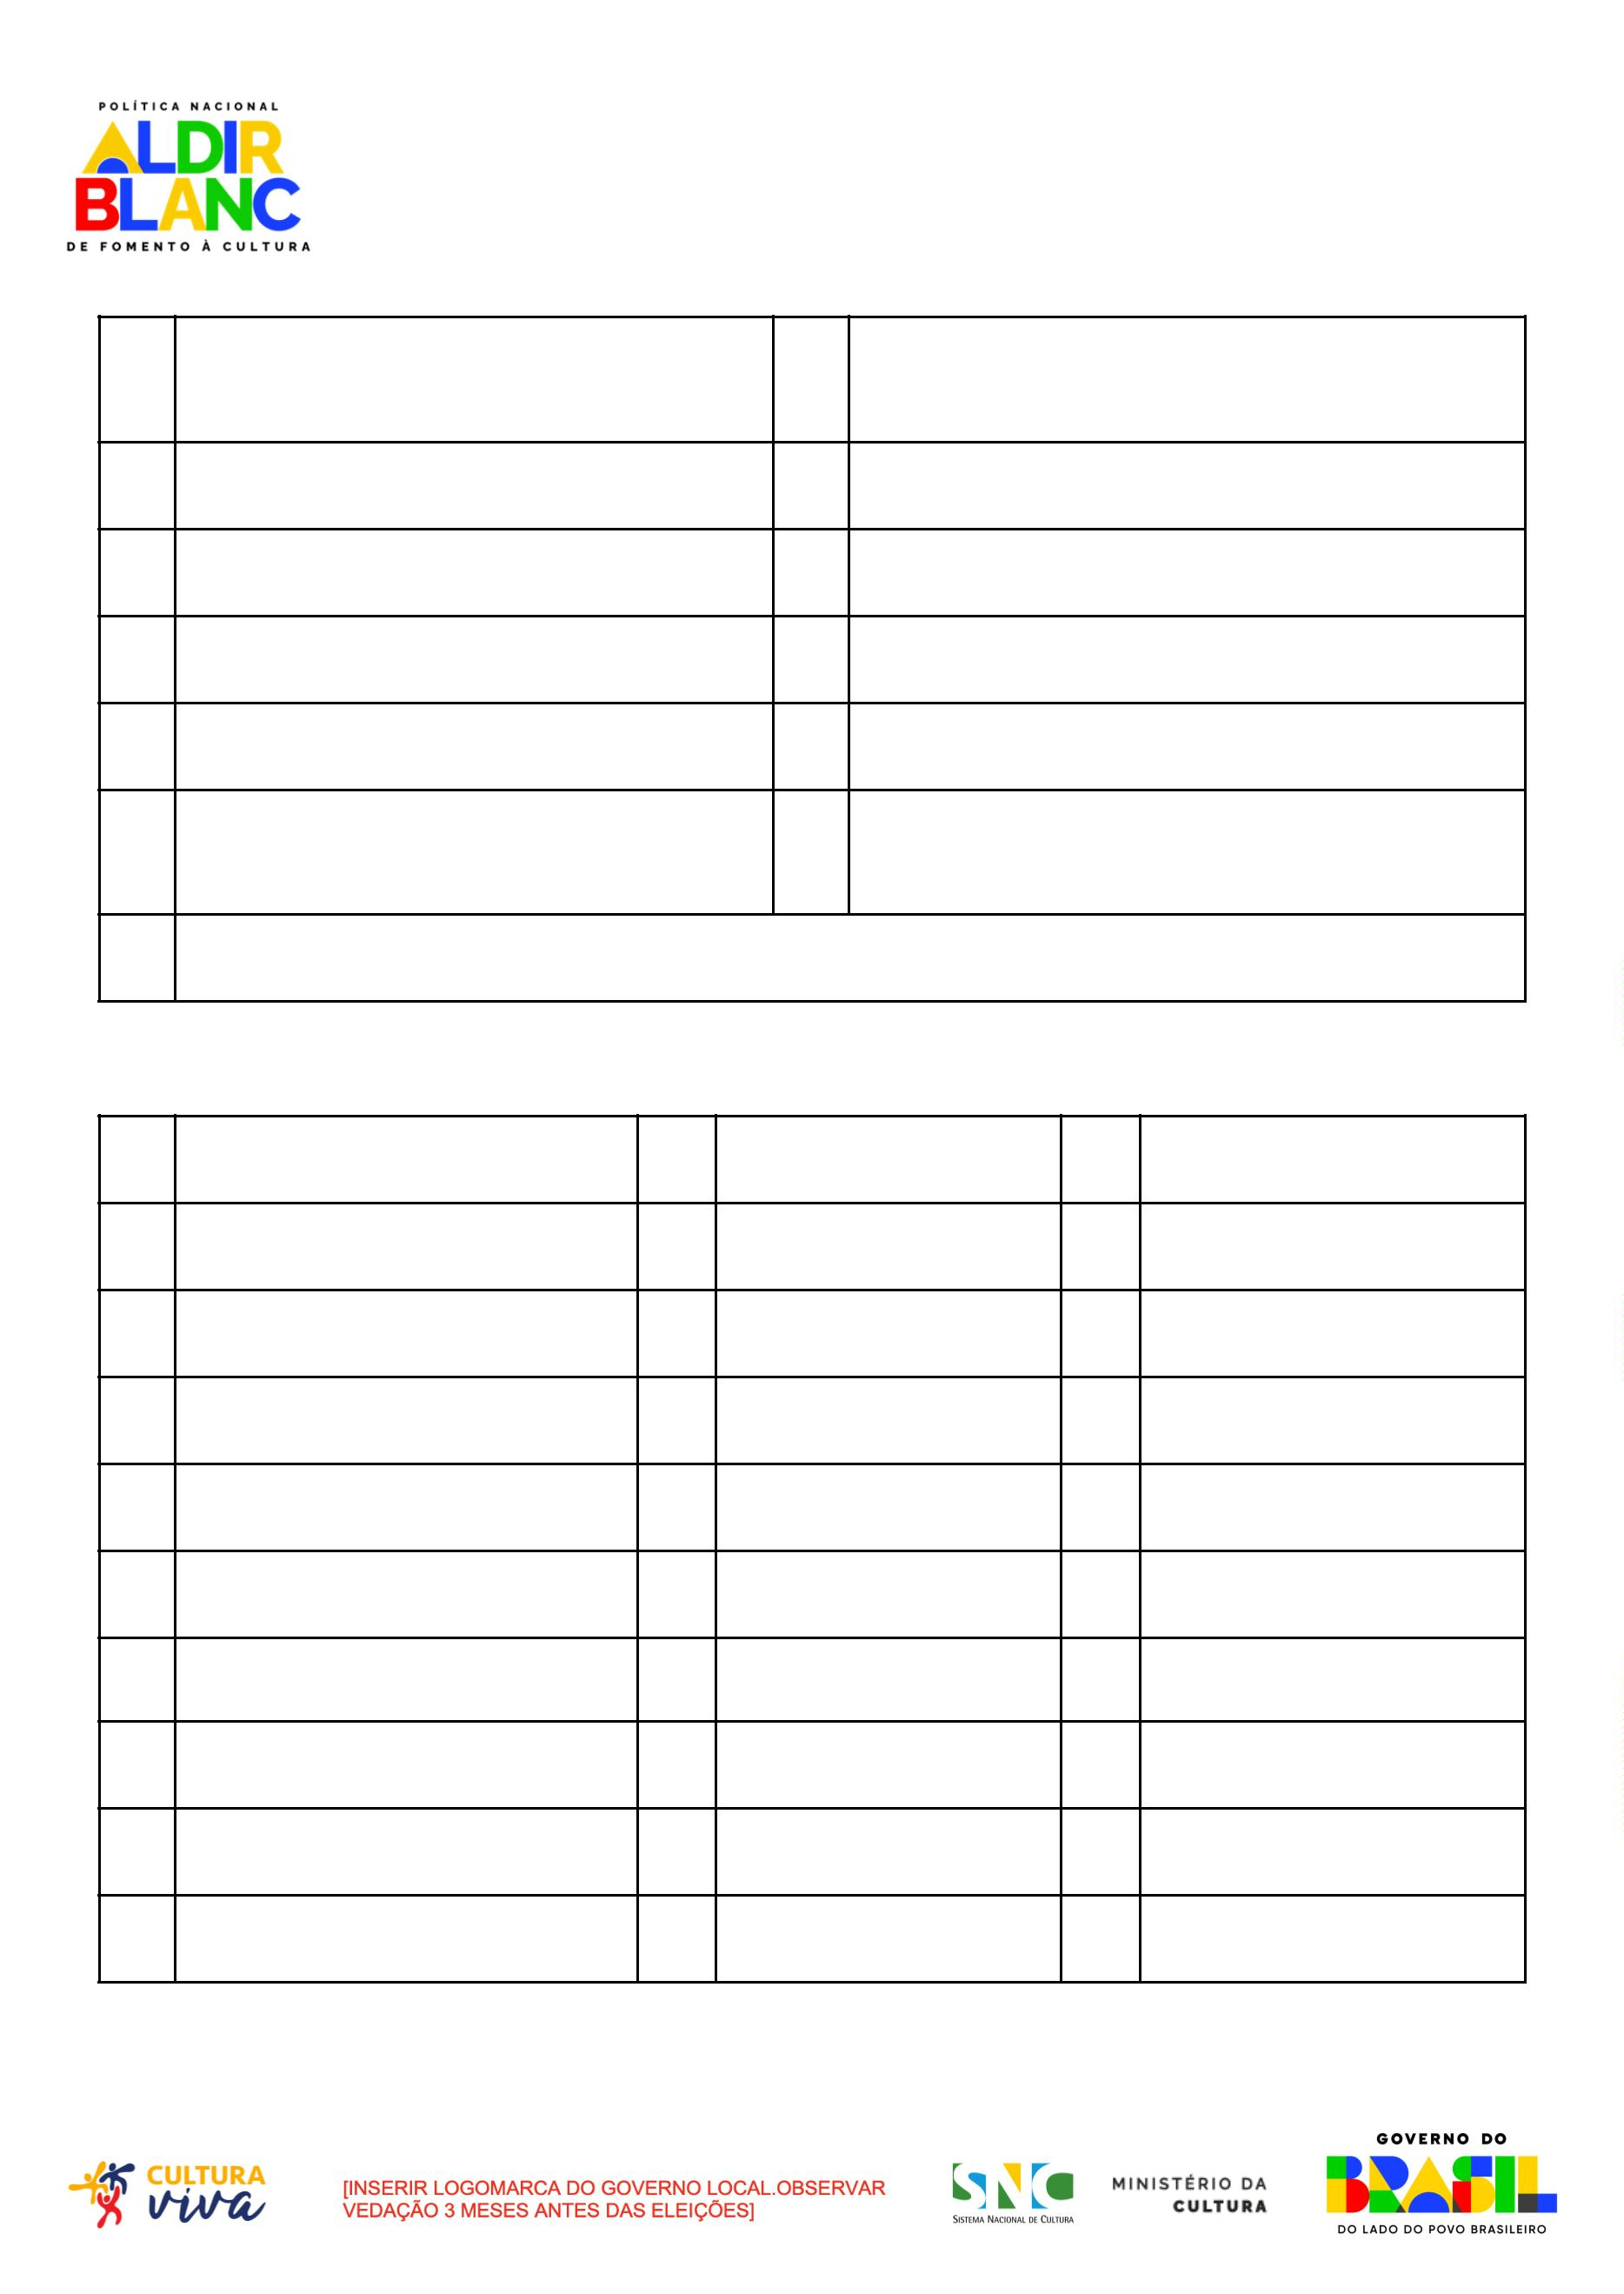 POLÍTICA NACIONAL
ALDIR
BLANC
DE FOMENTO À CULTURA
CULTURA
viva
[INSERIR LOGOMARCA DO GOVERNO LOCAL.OBSERVAR
VEDAÇÃO 3 MESES ANTES DAS ELEIÇÕES]
SNC
SISTEMA NACIONAL DE CULTURA
MINISTÉRIO DA
CULTURA
GOVERNO DO
BRASIL
DO LADO DO POVO BRASILEIRO